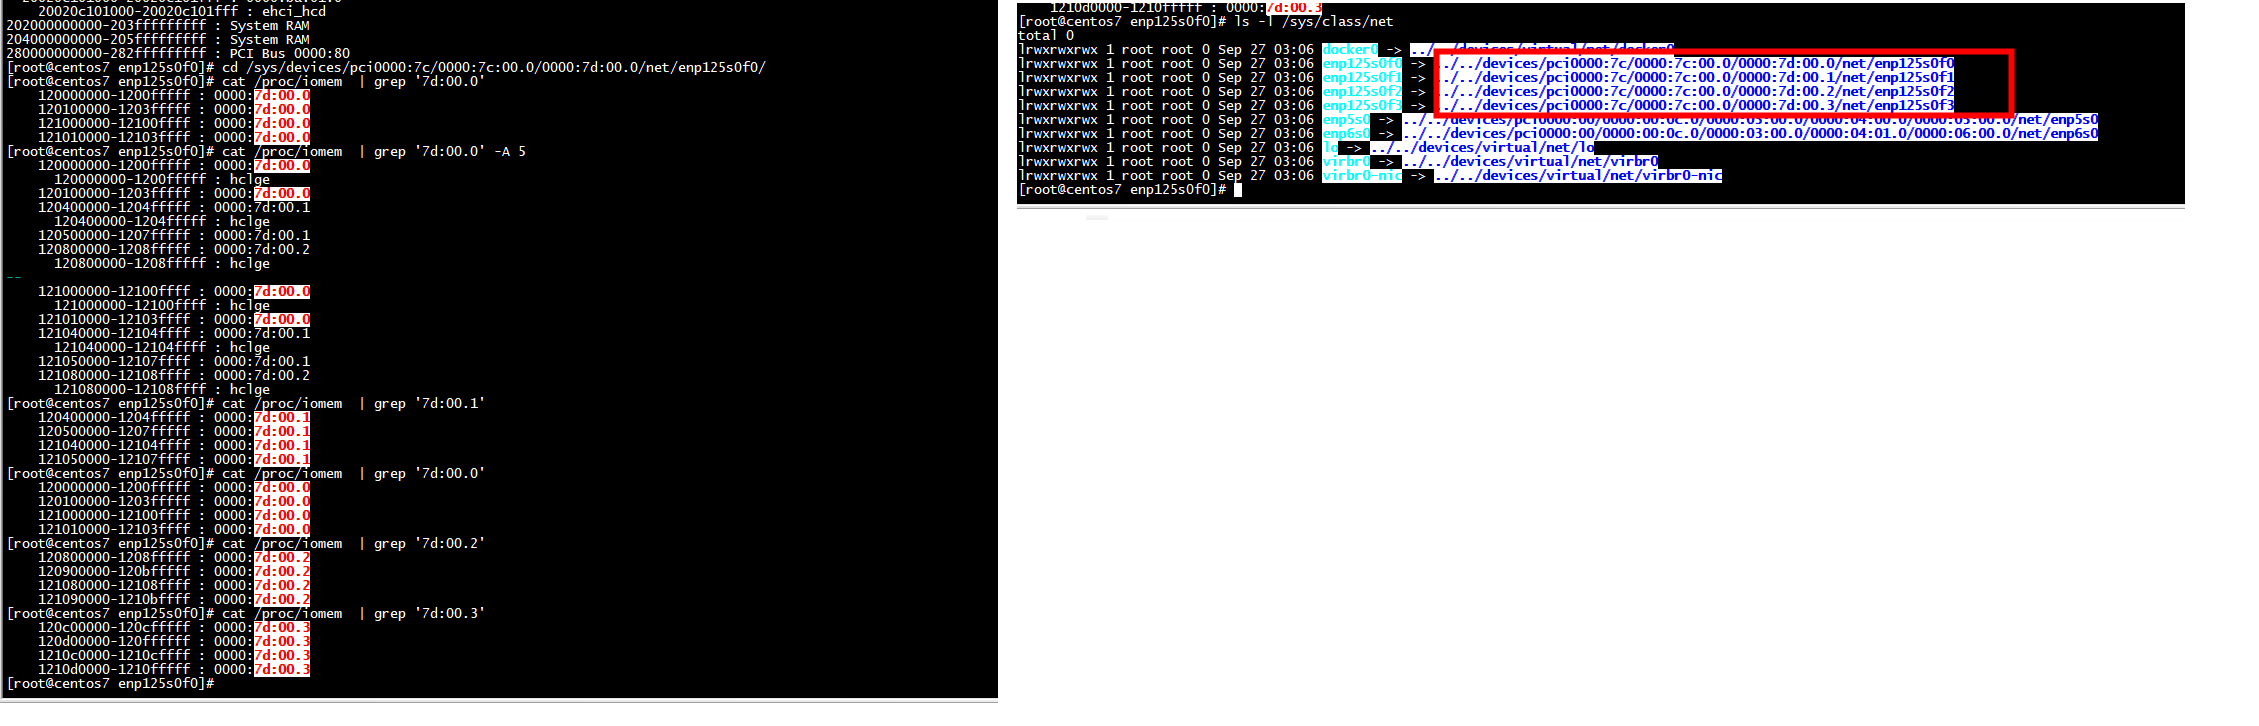 20020c101000-20020c101fff : ehci_hcd
202000000000-203fffffffff : System RAM
204000000000-205fffffffff : System RAM
280000000000-282fffffffff : PCI Bus 0000:80
[root@centos7 enp125s0f0]# cd /sys/devices/pci0000:7c/0000:7c:00.0/0000:7d:00.0/net/enp125s0f0/
[root@centos7 enp125s0f0]# cat /proc/iomem  | grep '7d:00.0'
120000000-1200fffff : 0000:7d:00.0
120100000-1203fffff : 0000:7d:00.0
121000000-12100ffff : 0000:7d:00.0
121010000-12103ffff : 0000:7d:00.0
[root@centos7 enp125s0f0]# cat /proc/iomem  | grep '7d:00.0' -A 5
120000000-1200fffff : 0000:7d:00.0
120000000-1200fffff : hclge
120100000-1203fffff : 0000:7d:00.0
120400000-1204fffff : 0000:7d:00.1
120400000-1204fffff : hclge
120500000-1207fffff : 0000:7d:00.1
120800000-1208fffff : 0000:7d:00.2
120800000-1208fffff : hclge
--
121000000-12100ffff : 0000:7d:00.0
121000000-12100ffff : hclge
121010000-12103ffff : 0000:7d:00.0
121040000-12104ffff : 0000:7d:00.1
121040000-12104ffff : hclge
121050000-12107ffff : 0000:7d:00.1
121080000-12108ffff : 0000:7d:00.2
121080000-12108ffff : hclge
[root@centos7 enp125s0f0]# cat /proc/iomem  | grep '7d:00.1'
120400000-1204fffff : 0000:7d:00.1
120500000-1207fffff : 0000:7d:00.1
121040000-12104ffff : 0000:7d:00.1
121050000-12107ffff : 0000:7d:00.1
[root@centos7 enp125s0f0]# cat /proc/iomem  | grep '7d:00.0'
120000000-1200fffff : 0000:7d:00.0
120100000-1203fffff : 0000:7d:00.0
121000000-12100ffff : 0000:7d:00.0
121010000-12103ffff : 0000:7d:00.0
[root@centos7 enp125s0f0]# cat /proc/iomem  | grep '7d:00.2'
120800000-1208fffff : 0000:7d:00.2
120900000-120bfffff : 0000:7d:00.2
121080000-12108ffff : 0000:7d:00.2
121090000-1210bffff : 0000:7d:00.2
[root@centos7 enp125s0f0]# cat /proc/iomem  | grep '7d:00.3'
120c00000-120cfffff : 0000:7d:00.3
120d00000-120ffffff : 0000:7d:00.3
1210c0000-1210cffff : 0000:7d:00.3
1210d0000-1210fffff : 0000:7d:00.3
[root@centos7 enp125s0f0]#
1210d0000-1210fffff : 0000:7d:00.3
[root@centos7 enp125s0f0]# ls -l /sys/class/net
total 0
lrwxrwxrwx 1 root root 0 Sep 27 03:06 docker0 -> ../../devices/virtual/net/docker0
lrwxrwxrwx 1 root root 0 Sep 27 03:06 enp125s0f0 -> ../../devices/pci0000:7c/0000:7c:00.0/0000:7d:00.0/net/enp125s0f0
lrwxrwxrwx 1 root root 0 Sep 27 03:06 enp125s0f1 -> ../../devices/pci0000:7c/0000:7c:00.0/0000:7d:00.1/net/enp125s0f1
lrwxrwxrwx 1 root root 0 Sep 27 03:06 enp125s0f2 -> ../../devices/pci0000:7c/0000:7c:00.0/0000:7d:00.2/net/enp125s0f2
lrwxrwxrwx 1 root root 0 Sep 27 03:06 enp125s0f3 -> ../../devices/pci0000:7c/0000:7c:00.0/0000:7d:00.3/net/enp125s0f3
lrwxrwxrwx 1 root root 0 Sep 27 03:06 enp5s0 -> ../../devices/pci0000:00/0000:00:0c.0/0000:03:00.0/0000:04:00.0/0000:05:00.0/net/enp5s0
lrwxrwxrwx 1 root root 0 Sep 27 03:06 enp6s0 -> ../../devices/pci0000:00/0000:00:0c.0/0000:03:00.0/0000:04:01.0/0000:06:00.0/net/enp6s0
lrwxrwxrwx 1 root root 0 Sep 27 03:06 lo -> ../../devices/virtual/net/lo
lrwxrwxrwx 1 root root 0 Sep 27 03:06 virbr0 -> ../../devices/virtual/net/virbr0
lrwxrwxrwx 1 root root 0 Sep 27 03:06 virbr0-nic -> ../../devices/virtual/net/virbr0-nic
[root@centos7 enp125s0f0]#